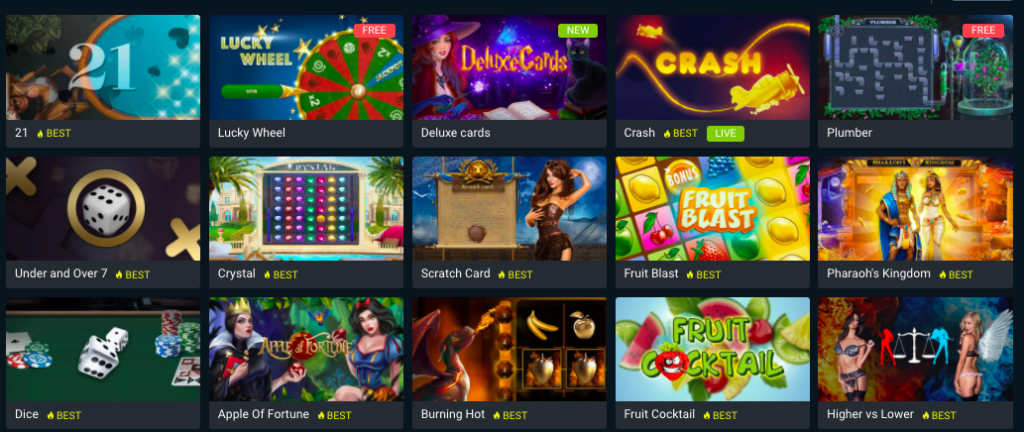 21
21 BEST
LUCKY
WHEEL
FREE
SPIN
Lucky Wheel
NEW
DeluxeCards
Deluxe cards
CRASH
Crash BEST LIVE
PLUMBER
FREE
Plumber
Under and Over 7 BEST
CRYSTAL
Crystal BEST
Scratch card
Scratch Card BEST
BONUS
FRUIT
BLAST
Fruit Blast BEST
PHARAOH'S KINGDOM
Pharaoh's Kingdom BEST
Dice BEST
APPLE OF FORTUNE
Apple Of Fortune BEST
Burning Hot BEST
FRUIT
COCKTAIL
Fruit Cocktail BEST
Higher vs Lower BEST